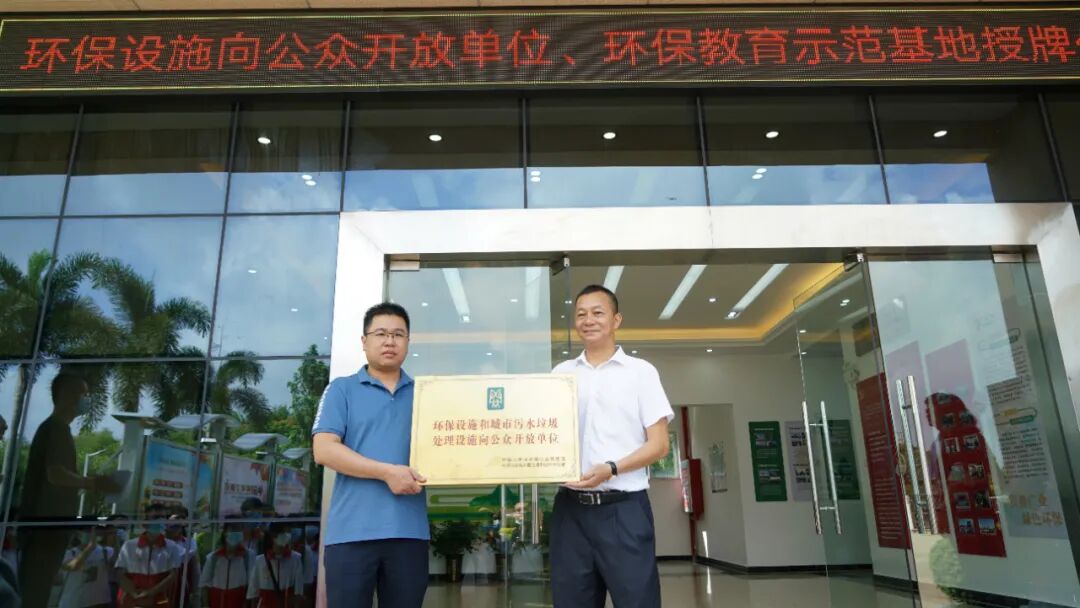 环保设施向公众开放单位、环保教育示范基地授牌
环保设施和城市污水垃圾
处理设施向公众开放单位